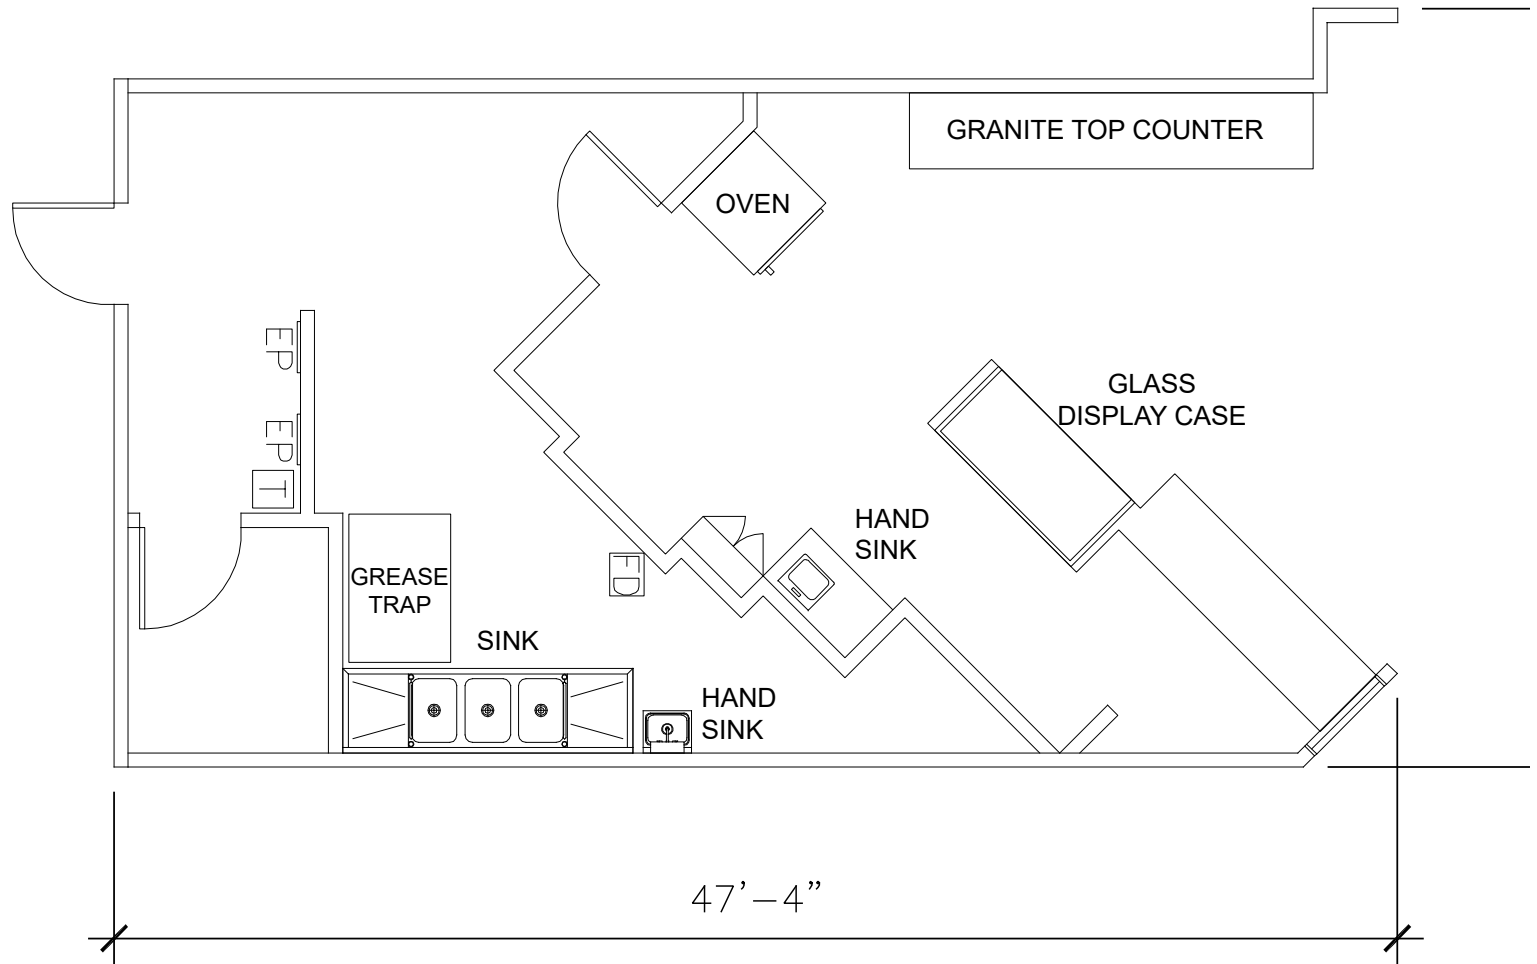 GRANITE TOP COUNTER
OVEN
EP
GLASS
DISPLAY CASE
EP
T
HAND
SINK
GREASE
TRAP
FD
SINK
HAND
SINK
47'-4"